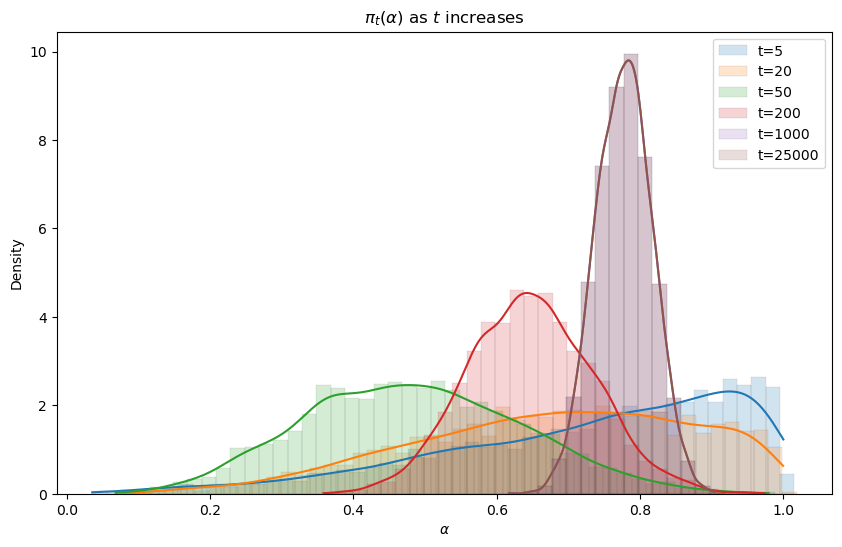 π_t(α) as t increases
10
8
6
4
2
0
Density
0.0
0.2
0.4
0.6
0.8
1.0
α
t=5
t=20
t=50
t=200
t=1000
t=25000